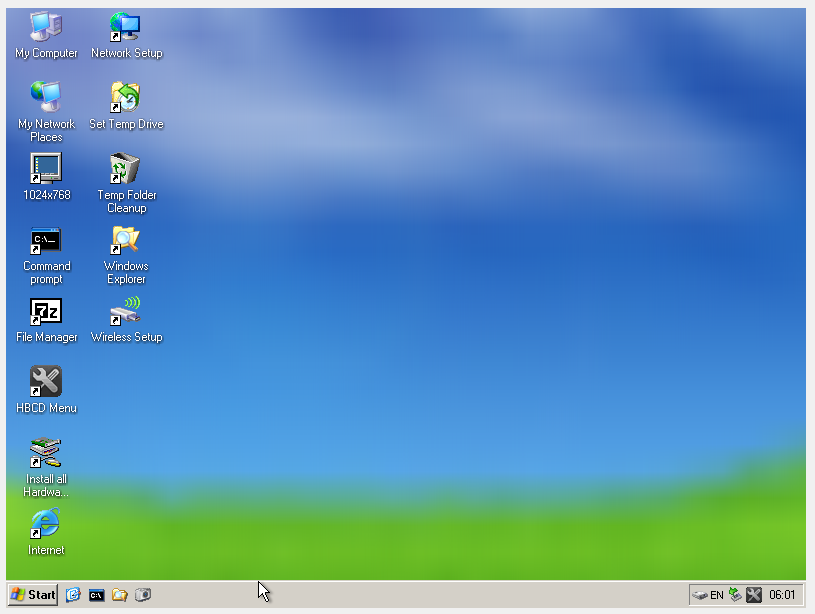 My Computer
Network Setup
My Network
Places
Set Temp Drive
1024x768
Temp Folder
Cleanup
C:\_
Command
prompt
Windows
Explorer
7z
File Manager
Wireless Setup
HBCD Menu
Install all
Hardwa...
Internet
Start
C:\
EN
06:01